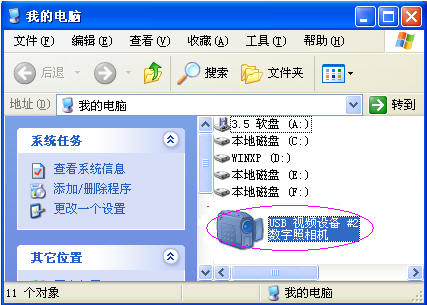 我的电脑
文件(F) 编辑(E) 查看(V) 收藏(A) 工具(T) 帮助(H)
后退 搜索 文件夹
地址(D) 我的电脑 转到
系统任务
查看系统信息
添加/删除程序
更改一个设置
其它位置
3.5 软盘 (A:)
本地磁盘 (C:)
WINXP (D:)
本地磁盘 (E:)
本地磁盘 (F:)
USB 视频设备 #2
数字照相机
11 个对象 我的电脑